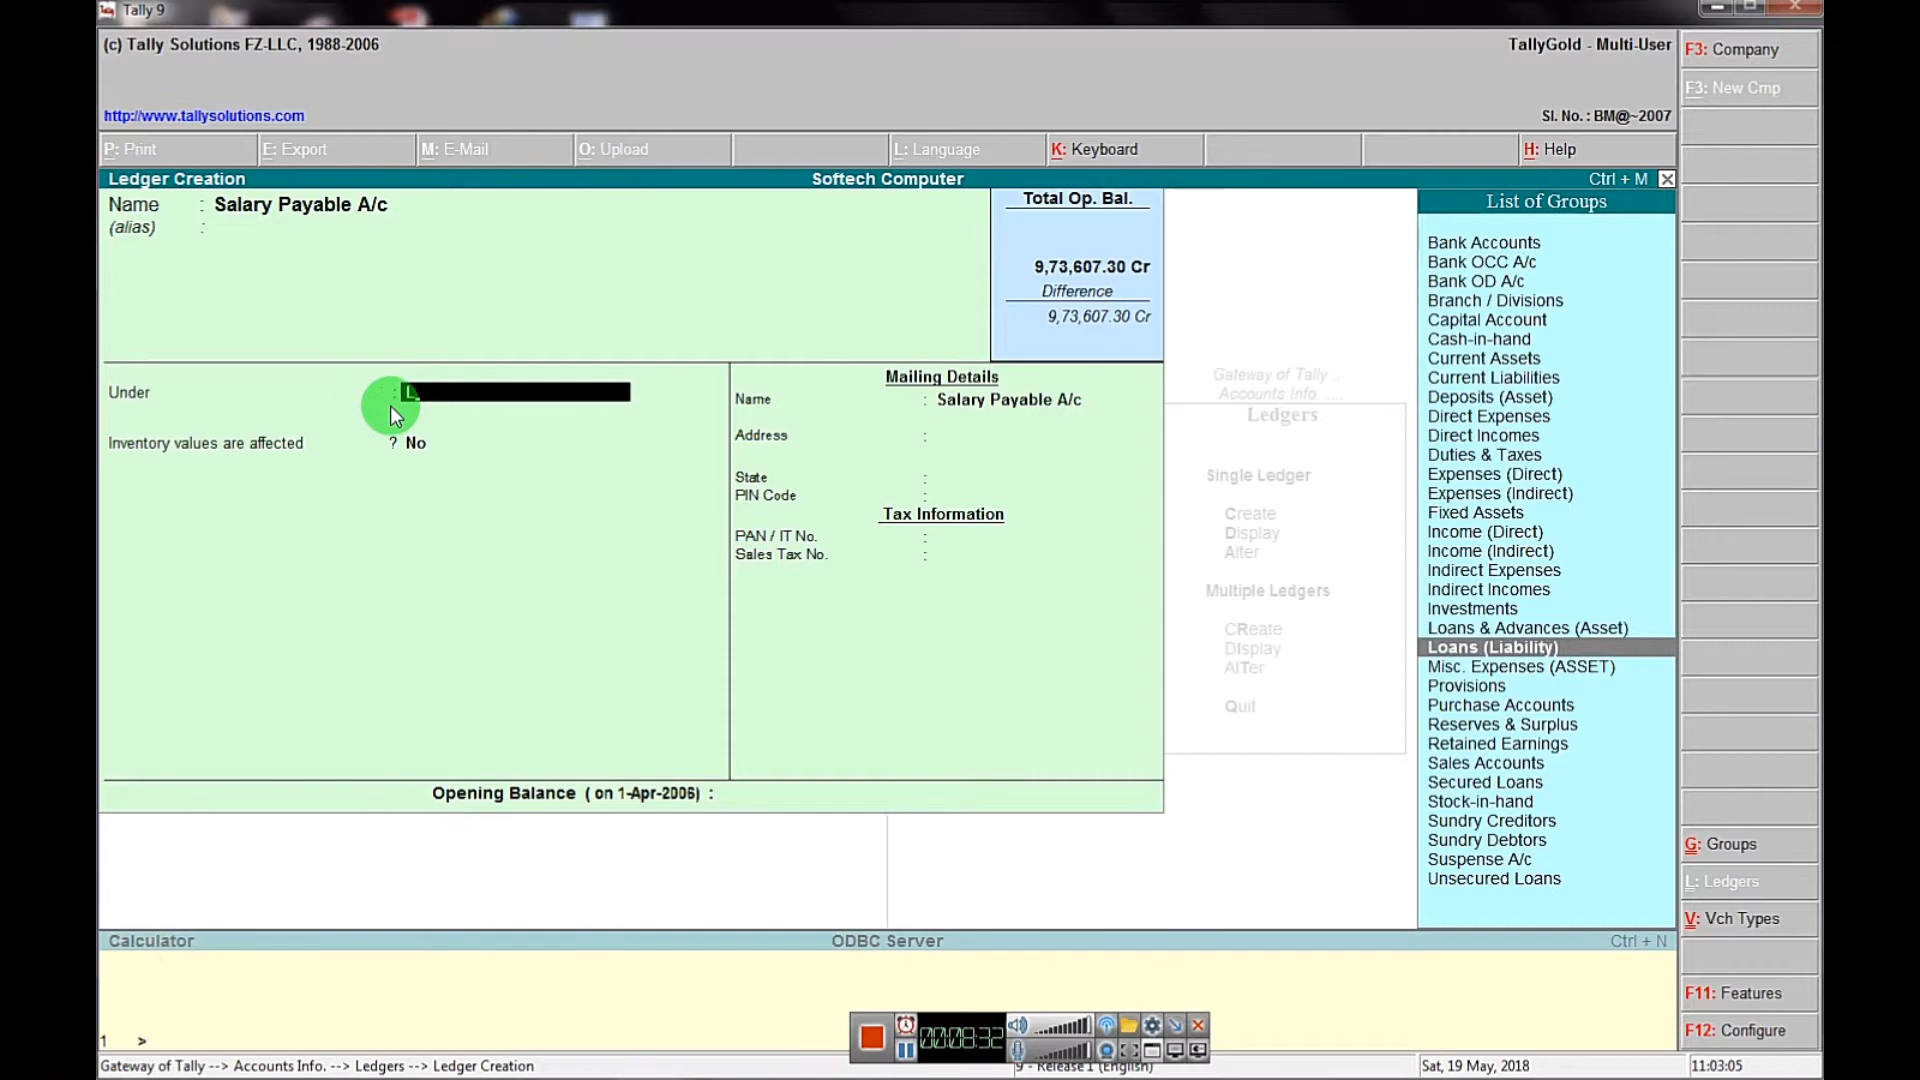 Tally 9
(c) Tally Solutions FZ-LLC, 1988-2006
TallyGold - Multi-User
http://www.tallysolutions.com
Sl. No. : BM@~2007
P: Print
E: Export
M: E-Mail
O: Upload
L: Language
K: Keyboard
H: Help
Ledger Creation
Softech Computer
Ctrl + M
Name : Salary Payable A/c
(alias) :
Total Op. Bal.
9,73,607.30 Cr
Difference
9,73,607.30 Cr
Under : L
Inventory values are affected ? No
Mailing Details
Name : Salary Payable A/c
Address :
State :
PIN Code :
Tax Information
PAN / IT No. :
Sales Tax No. :
Opening Balance ( on 1-Apr-2006) :
Gateway of Tally ...
Accounts Info. ....
Ledgers
Single Ledger
Create
Display
Alter
Multiple Ledgers
CReate
DIsplay
AlTer
Quit
List of Groups
Bank Accounts
Bank OCC A/c
Bank OD A/c
Branch / Divisions
Capital Account
Cash-in-hand
Current Assets
Current Liabilities
Deposits (Asset)
Direct Expenses
Direct Incomes
Duties & Taxes
Expenses (Direct)
Expenses (Indirect)
Fixed Assets
Income (Direct)
Income (Indirect)
Indirect Expenses
Indirect Incomes
Investments
Loans & Advances (Asset)
Loans (Liability)
Misc. Expenses (ASSET)
Provisions
Purchase Accounts
Reserves & Surplus
Retained Earnings
Sales Accounts
Secured Loans
Stock-in-hand
Sundry Creditors
Sundry Debtors
Suspense A/c
Unsecured Loans
F3: Company
F3: New Cmp
G: Groups
L: Ledgers
V: Vch Types
F11: Features
F12: Configure
Calculator
ODBC Server
Ctrl + N
1 >
00:08:32
Gateway of Tally --> Accounts Info. --> Ledgers --> Ledger Creation
9 - Release 1 (English)
Sat, 19 May, 2018
11:03:05